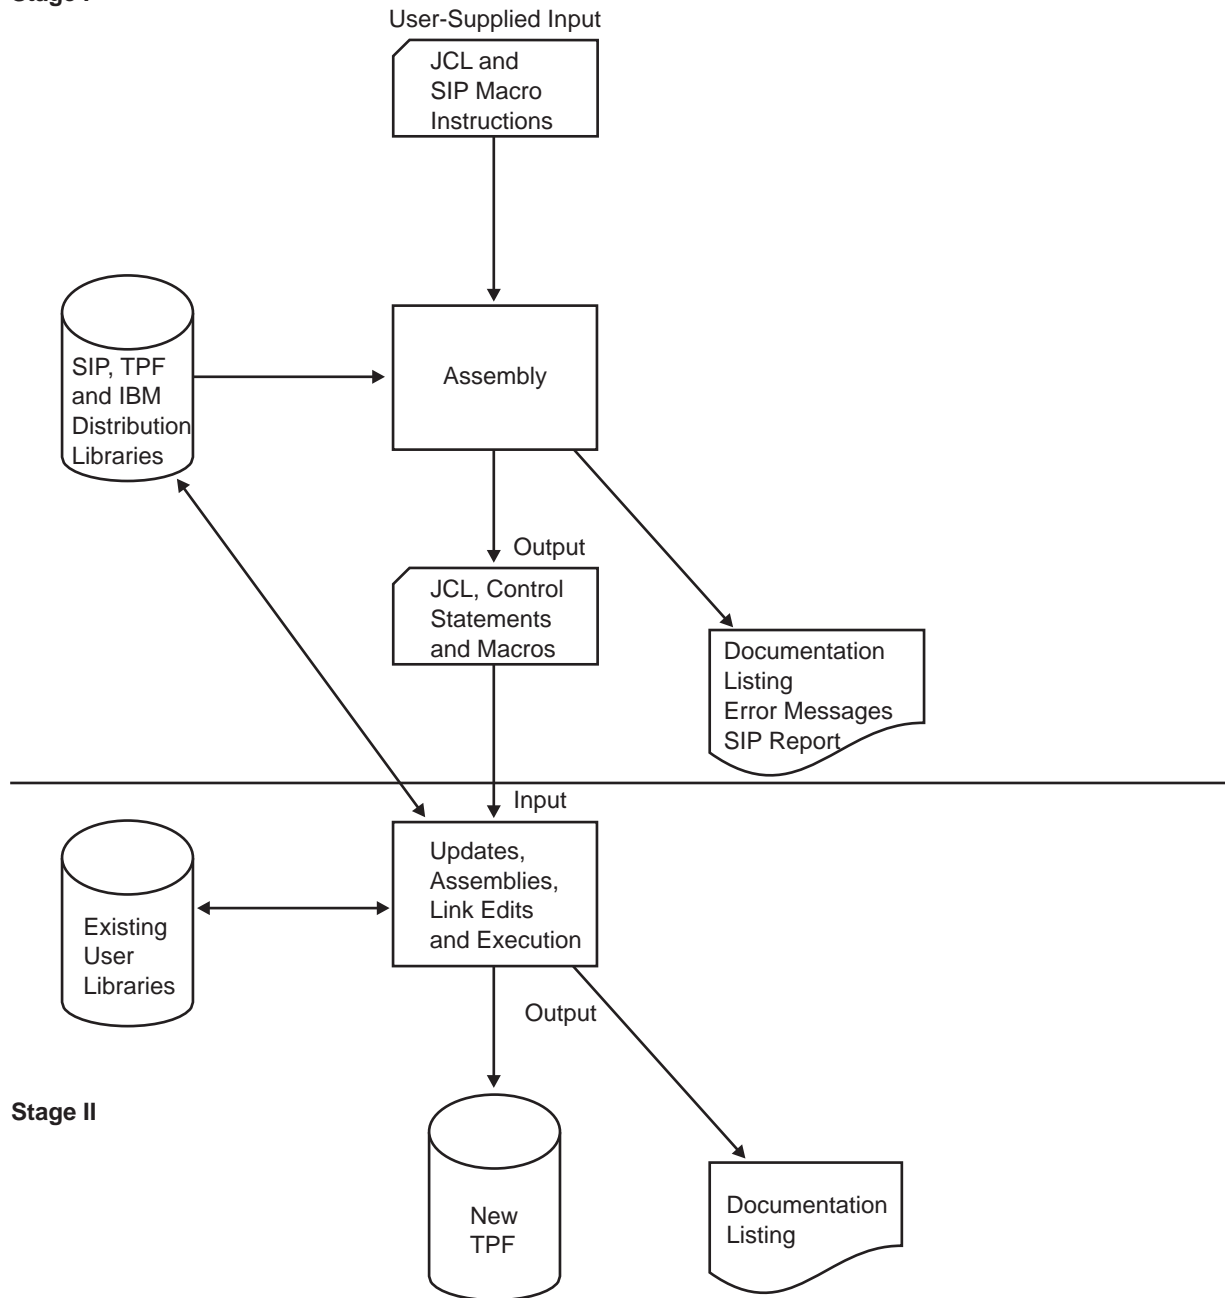 User-Supplied Input
JCL and
SIP Macro
Instructions
SIP, TPF
and IBM
Distribution
Libraries
Assembly
Output
JCL, Control
Statements
and Macros
Documentation
Listing
Error Messages
SIP Report
Input
Updates,
Assemblies,
Link Edits
and Execution
Existing
User
Libraries
Output
Stage II
New
TPF
Documentation
Listing